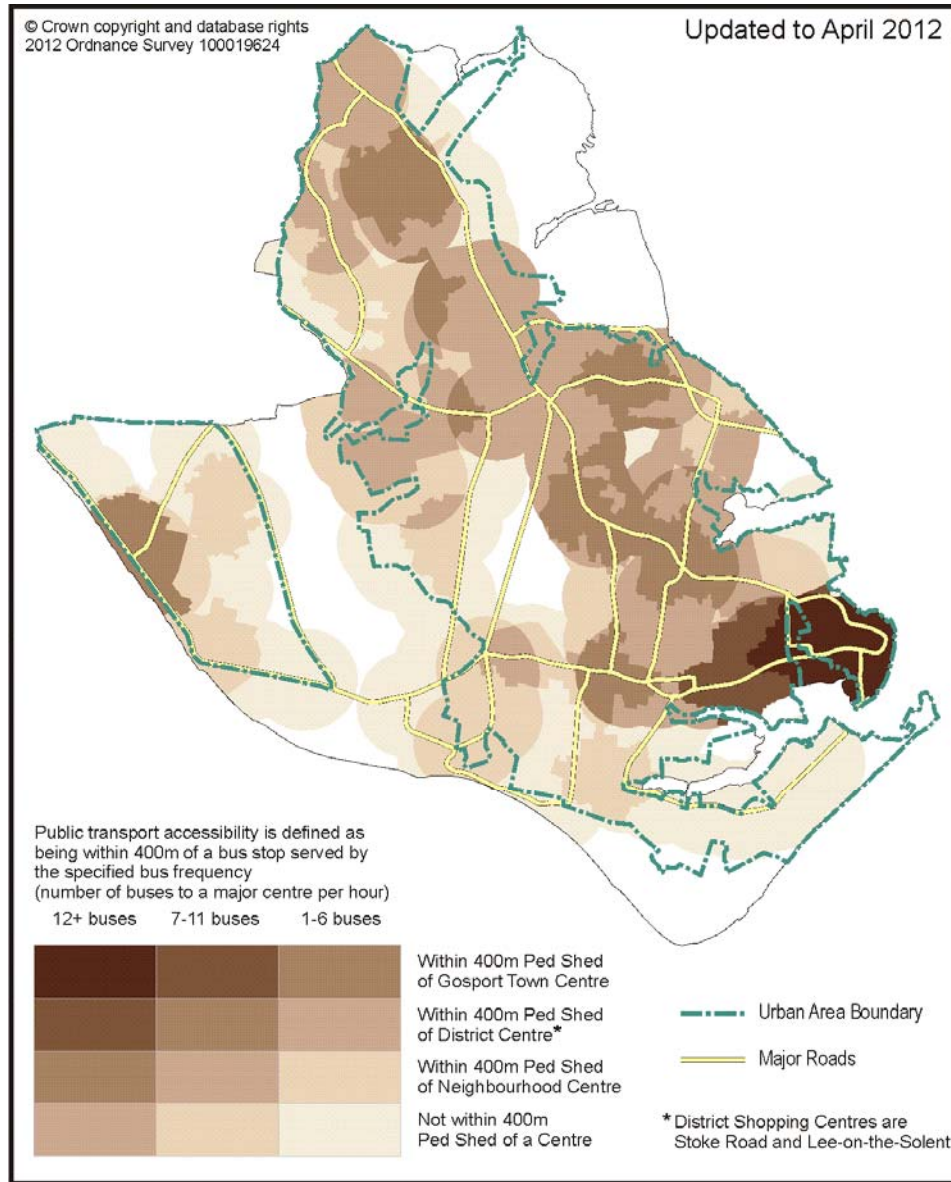 © Crown copyright and database rights
2012 Ordnance Survey 100019624
Updated to April 2012
Public transport accessibility is defined as
being within 400m of a bus stop served by
the specified bus frequency
(number of buses to a major centre per hour)
12+ buses 7-11 buses 1-6 buses
Within 400m Ped Shed
of Gosport Town Centre
Within 400m Ped Shed
of District Centre*
Within 400m Ped Shed
of Neighbourhood Centre
Not within 400m
Ped Shed of a Centre
Urban Area Boundary
Major Roads
* District Shopping Centres are
Stoke Road and Lee-on-the-Solent